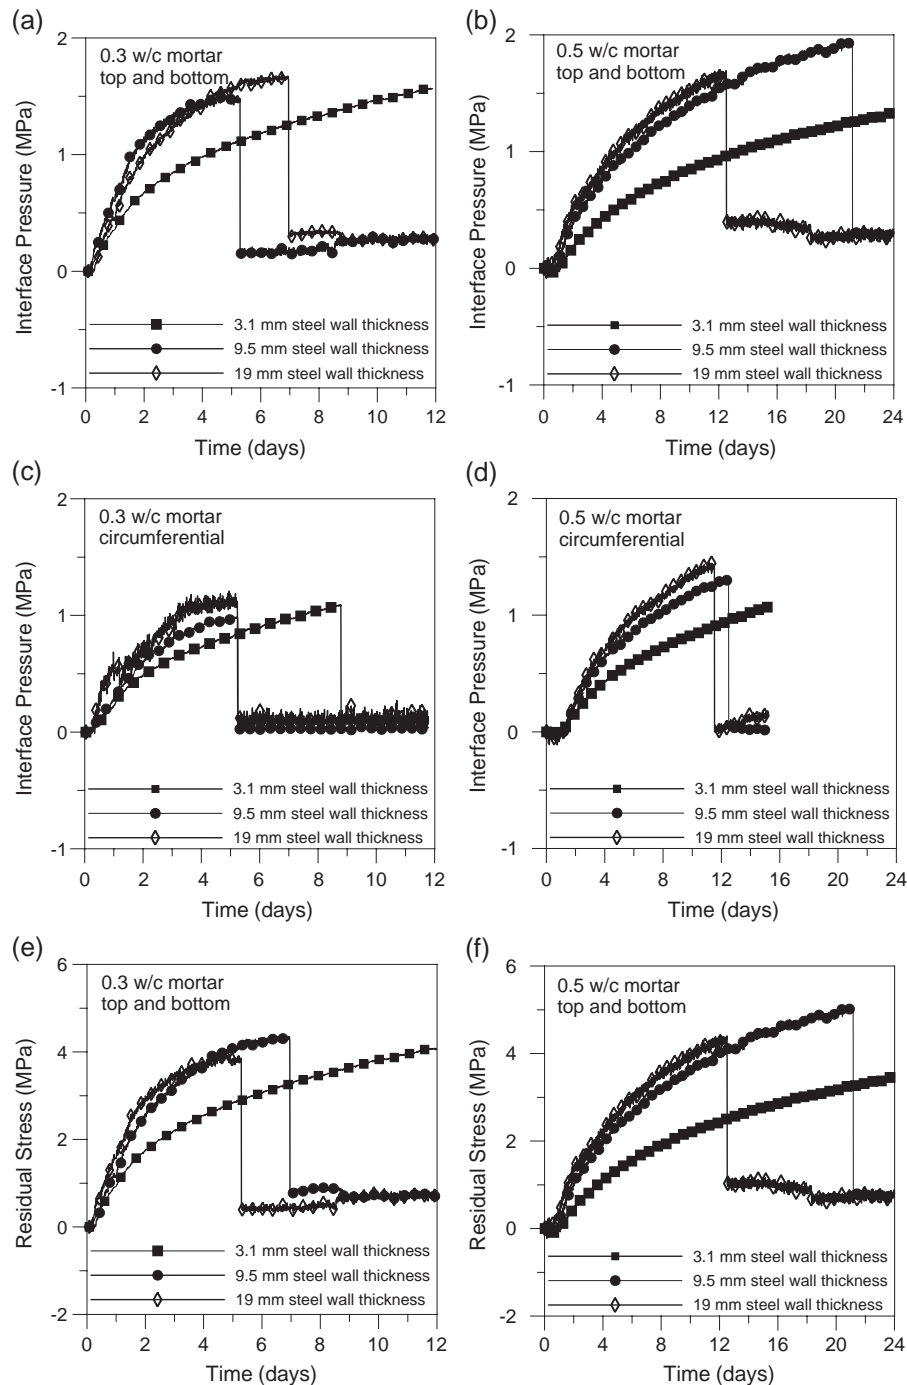 (a)
0.3 w/c mortar
top and bottom
Interface Pressure (MPa)
2
1
0
-1
3.1 mm steel wall thickness
9.5 mm steel wall thickness
19 mm steel wall thickness
0 2 4 6 8 10 12
Time (days)
(b)
0.5 w/c mortar
top and bottom
Interface Pressure (MPa)
2
1
0
-1
3.1 mm steel wall thickness
9.5 mm steel wall thickness
19 mm steel wall thickness
0 4 8 12 16 20 24
Time (days)
(c)
0.3 w/c mortar
circumferential
Interface Pressure (MPa)
2
1
0
-1
3.1 mm steel wall thickness
9.5 mm steel wall thickness
19 mm steel wall thickness
0 2 4 6 8 10 12
Time (days)
(d)
0.5 w/c mortar
circumferential
Interface Pressure (MPa)
2
1
0
-1
3.1 mm steel wall thickness
9.5 mm steel wall thickness
19 mm steel wall thickness
0 4 8 12 16 20 24
Time (days)
(e)
0.3 w/c mortar
top and bottom
Residual Stress (MPa)
6
4
2
0
-2
3.1 mm steel wall thickness
9.5 mm steel wall thickness
19 mm steel wall thickness
0 2 4 6 8 10 12
Time (days)
(f)
0.5 w/c mortar
top and bottom
Residual Stress (MPa)
6
4
2
0
-2
3.1 mm steel wall thickness
9.5 mm steel wall thickness
19 mm steel wall thickness
0 4 8 12 16 20 24
Time (days)